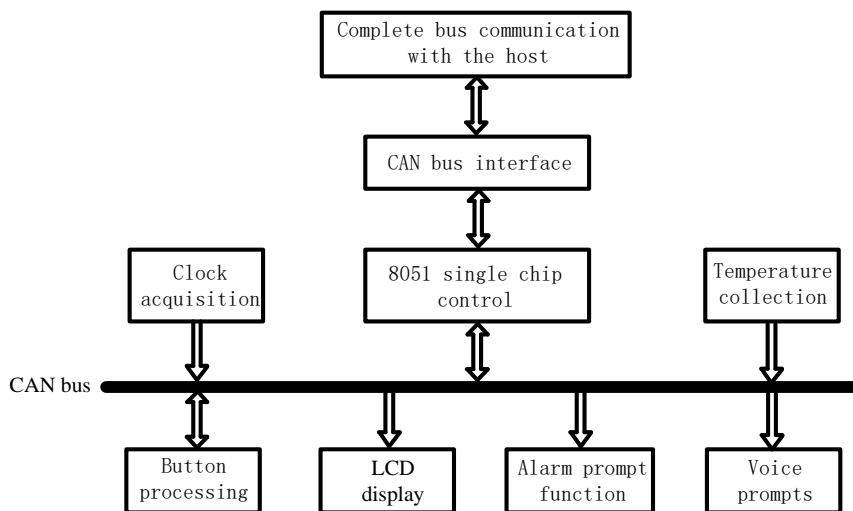 Complete bus communication
with the host
CAN bus interface
Clock
acquisition
8051 single chip
control
Temperature
collection
CAN bus
Button
processing
LCD
display
Alarm prompt
function
Voice
prompts